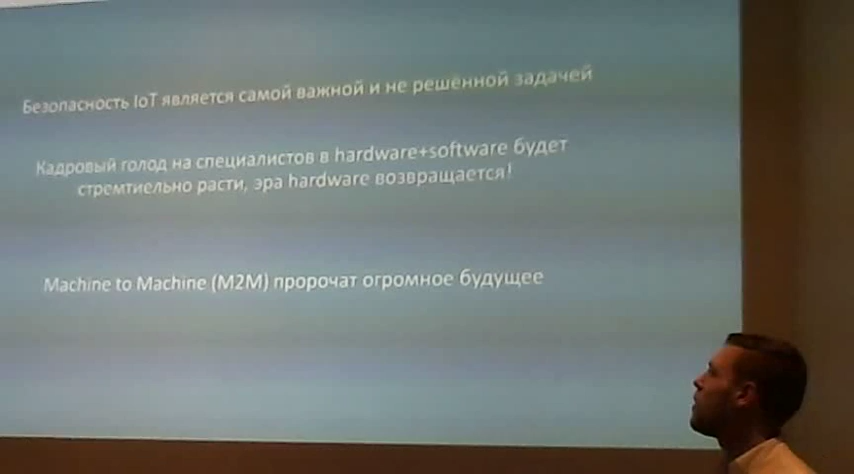 Безопасность IoT является самой важной и не решенной задачей
Кадровый голод на специалистов в hardware+software будет
стремтиельно расти, эра hardware возвращается!
Machine to Machine (M2M) пророчат огромное будущее